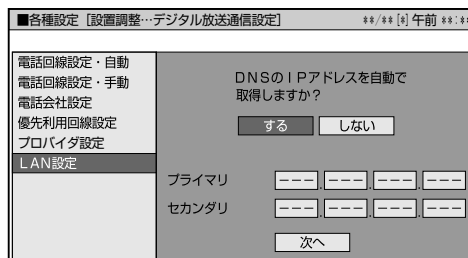 ■各種設定［設置調整…デジタル放送通信設定］ **/**[*]午前**:**
電話回線設定・自動
電話回線設定・手動
電話会社設定
優先利用回線設定
プロバイダ設定
ＬＡＮ設定
ＤＮＳのＩＰアドレスを自動で
取得しますか？
する しない
プライマリ ---.---.---.---
セカンダリ ---.---.---.---
次へ